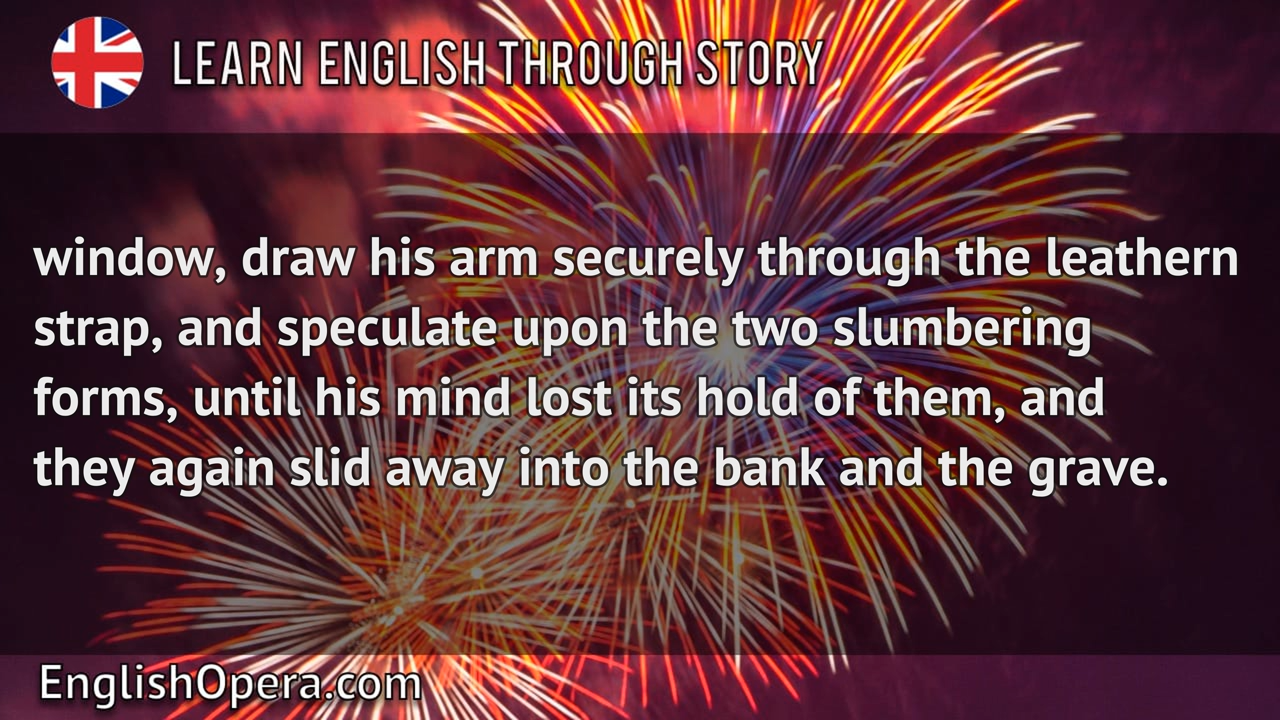 LEARN ENGLISH THROUGH STORY
window, draw his arm securely through the leathern
strap, and speculate upon the two slumbering
forms, until his mind lost its hold of them, and
they again slid away into the bank and the grave.
EnglishOpera.com